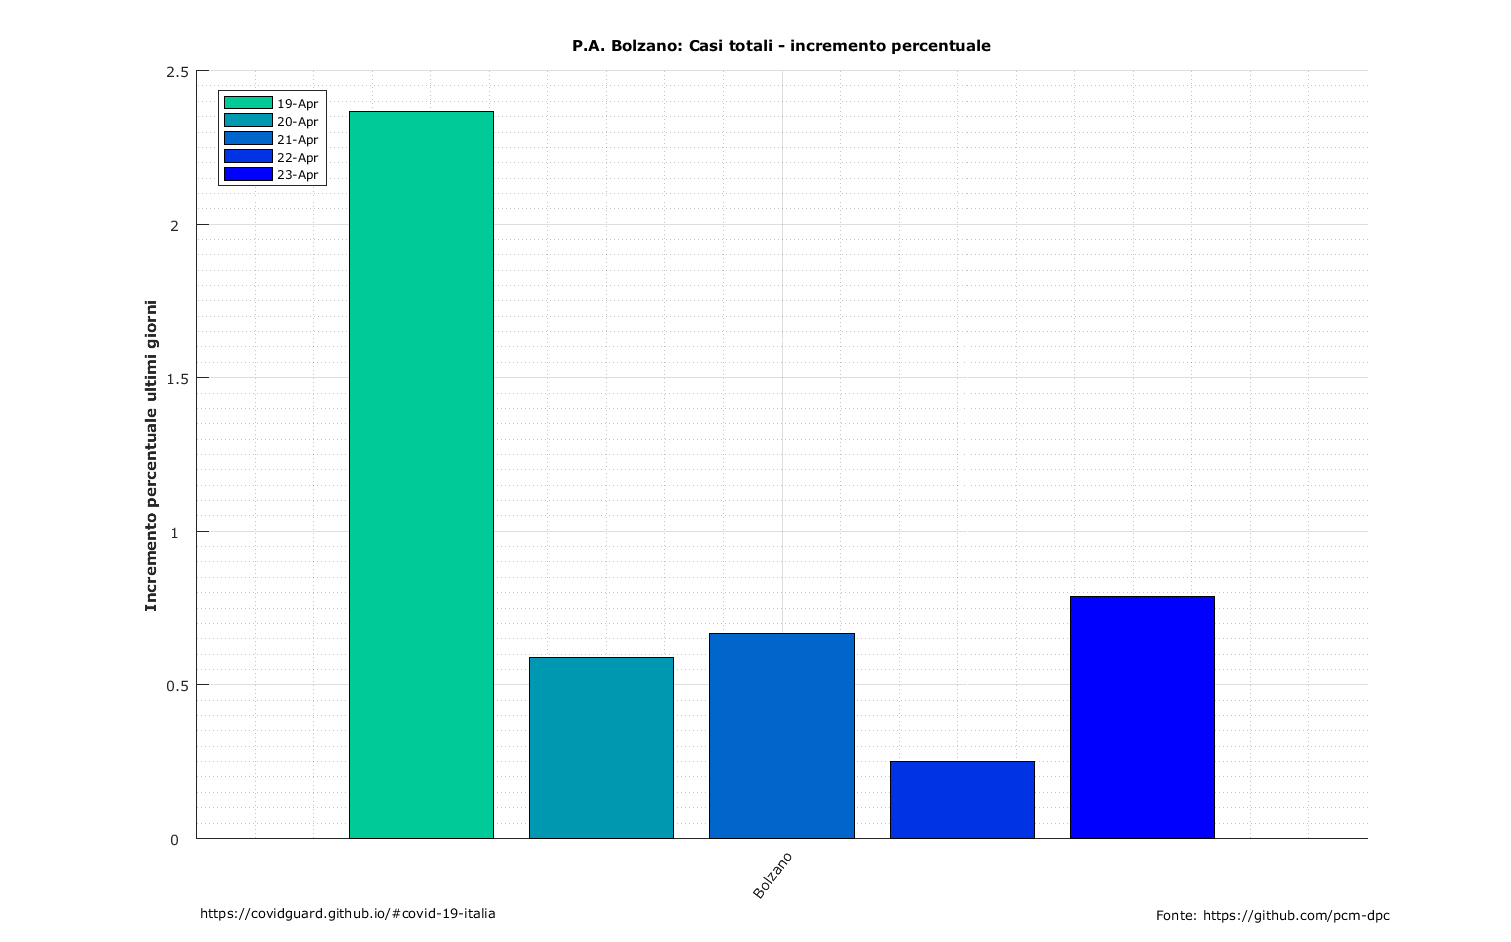 P.A. Bolzano: Casi totali - incremento percentuale
Incremento percentuale ultimi giorni
2.5
2
1.5
1
0.5
0
19-Apr
20-Apr
21-Apr
22-Apr
23-Apr
Bolzano
https://covidguard.github.io/#covid-19-italia
Fonte: https://github.com/pcm-dpc